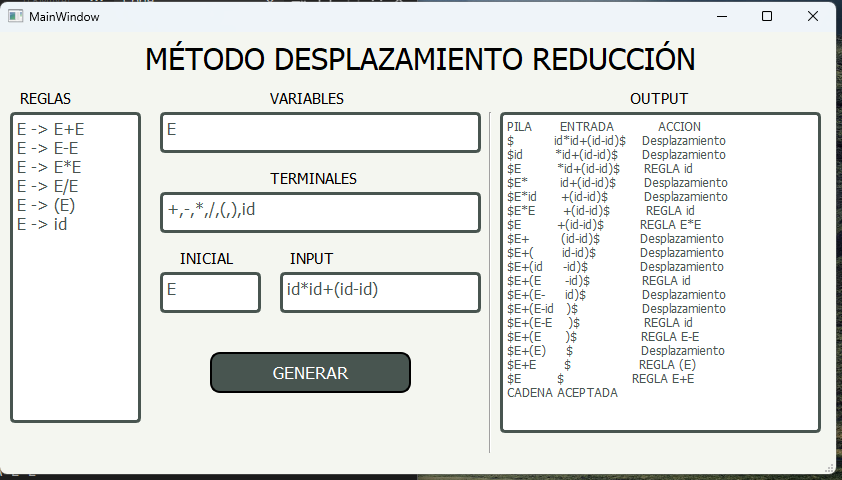 MainWindow
MÉTODO DESPLAZAMIENTO REDUCCIÓN
REGLAS
E -> E+E
E -> E-E
E -> E*E
E -> E/E
E -> (E)
E -> id
VARIABLES
E
TERMINALES
+,-,*,/,(,),id
INICIAL
E
INPUT
id*id+(id-id)
GENERAR
OUTPUT
PILA ENTRADA ACCION
$ id*id+(id-id)$ Desplazamiento
$id *id+(id-id)$ Desplazamiento
$E *id+(id-id)$ REGLA id
$E* id+(id-id)$ Desplazamiento
$E*id +(id-id)$ Desplazamiento
$E*E +(id-id)$ REGLA id
$E +(id-id)$ REGLA E*E
$E+ (id-id)$ Desplazamiento
$E+( id-id)$ Desplazamiento
$E+(id -id)$ Desplazamiento
$E+(E -id)$ REGLA id
$E+(E- id)$ Desplazamiento
$E+(E-id )$ Desplazamiento
$E+(E-E )$ REGLA id
$E+(E )$ REGLA E-E
$E+(E) $ Desplazamiento
$E+E $ REGLA (E)
$E $ REGLA E+E
CADENA ACEPTADA